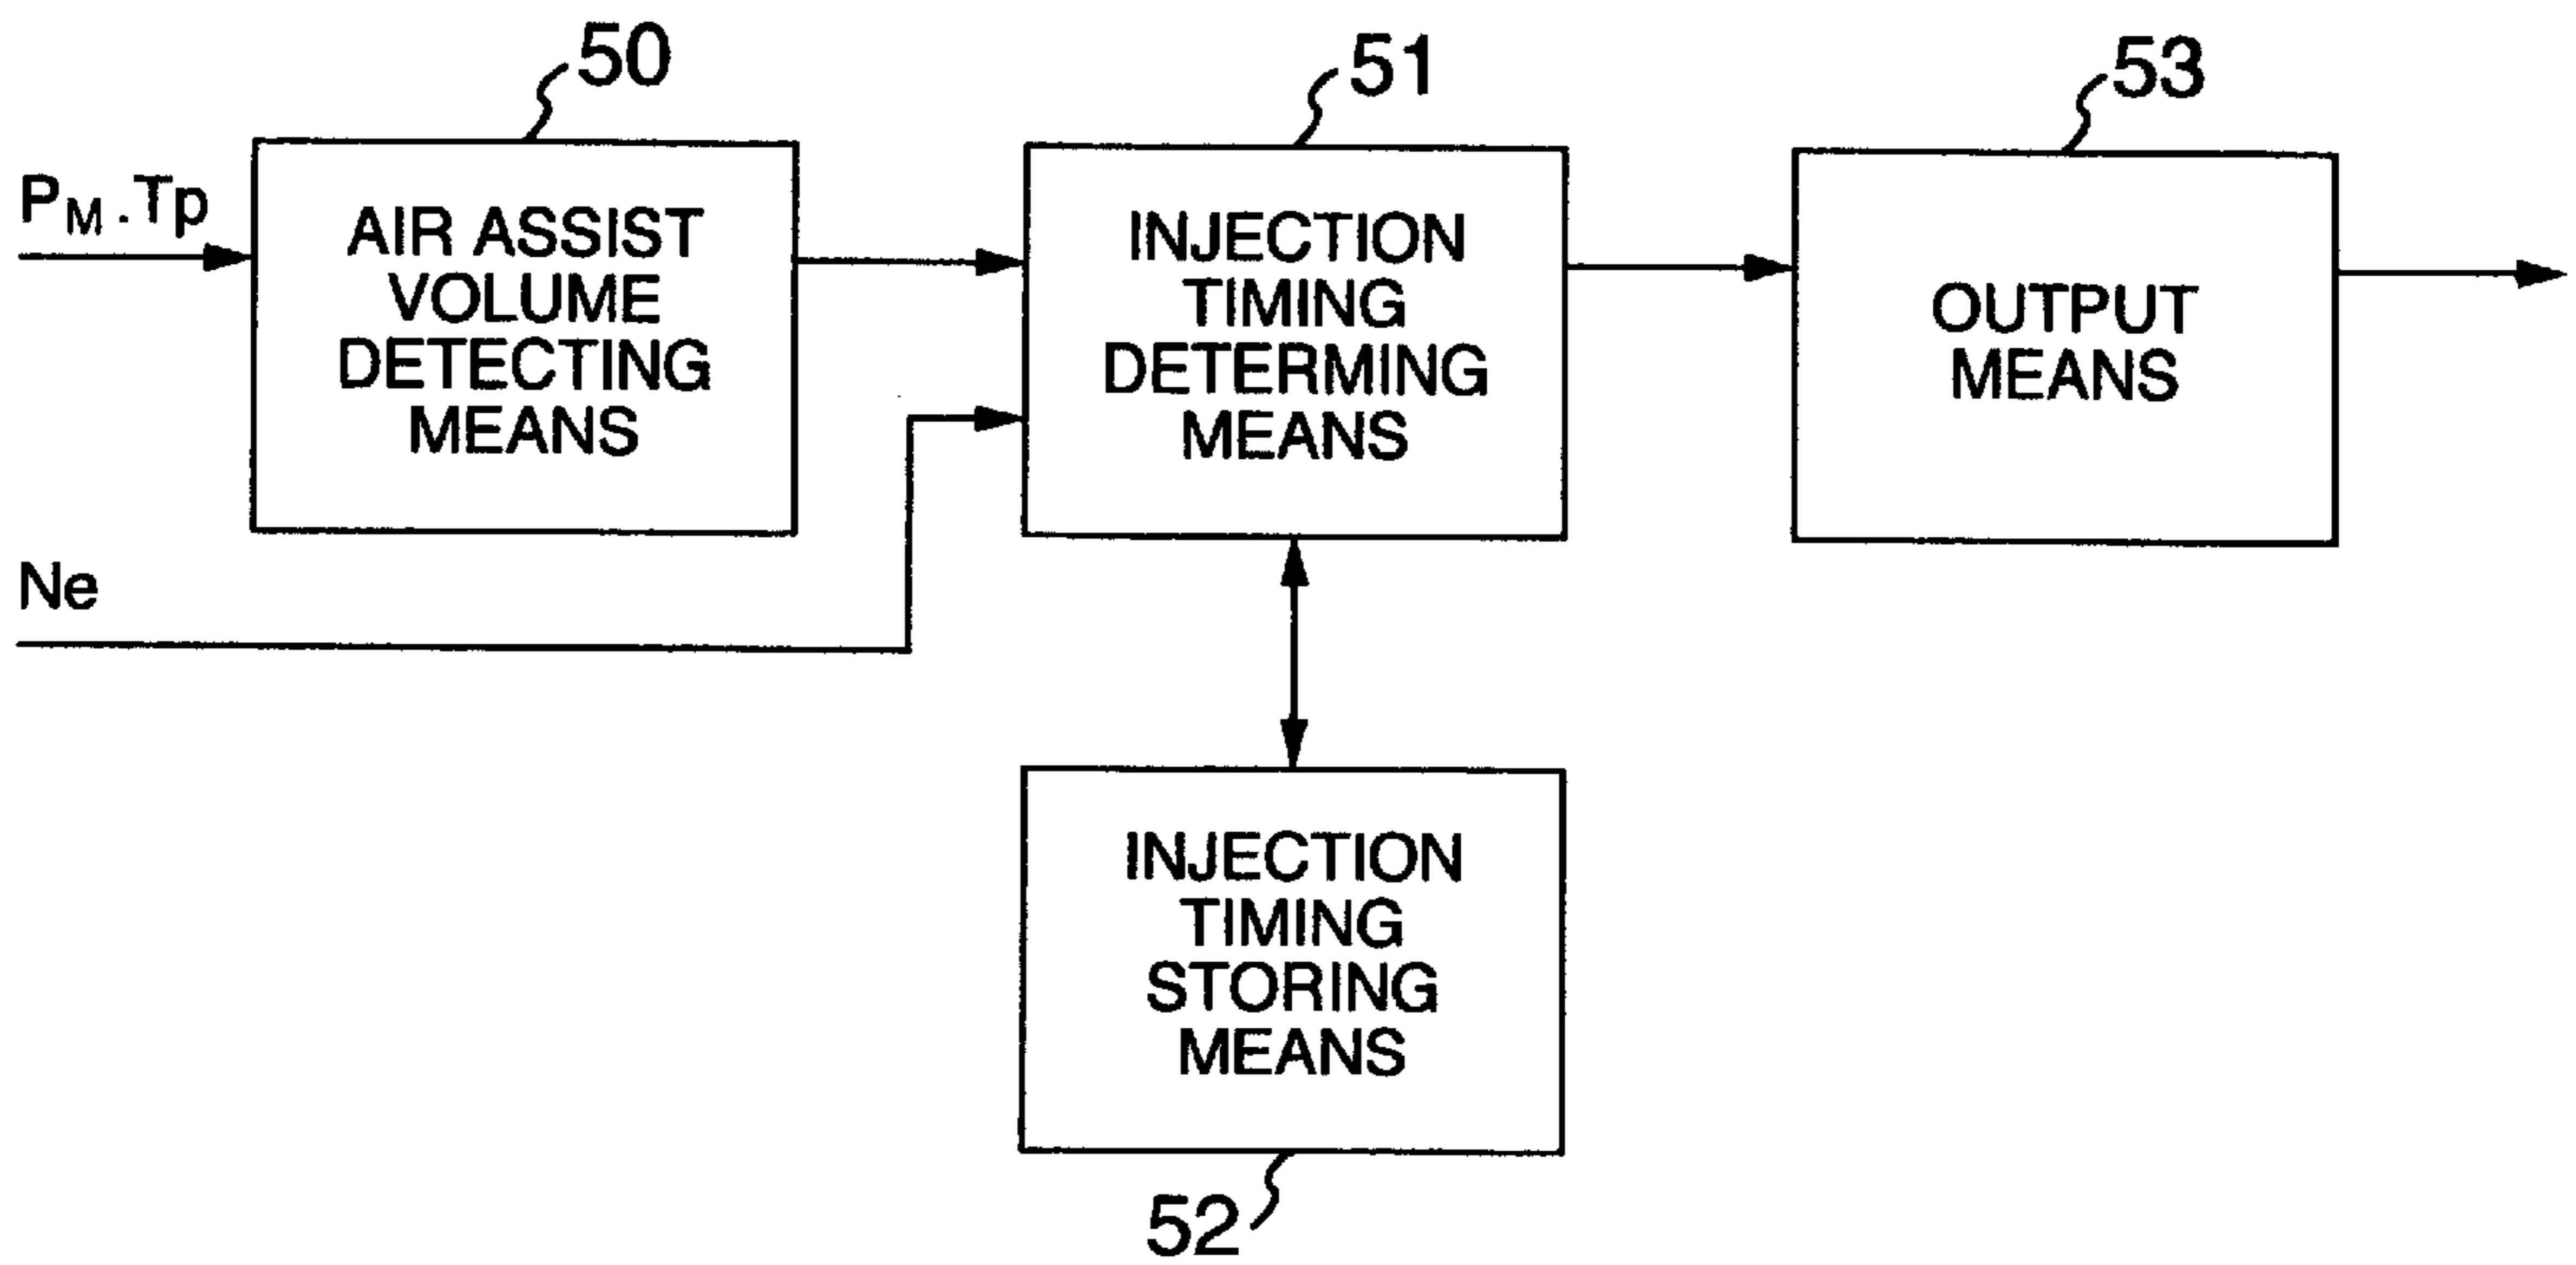 50
51
53
P_M .Tp
AIR ASSIST
VOLUME
DETECTING
MEANS
INJECTION
TIMING
DETERMING
MEANS
OUTPUT
MEANS
Ne
INJECTION
TIMING
STORING
MEANS
52